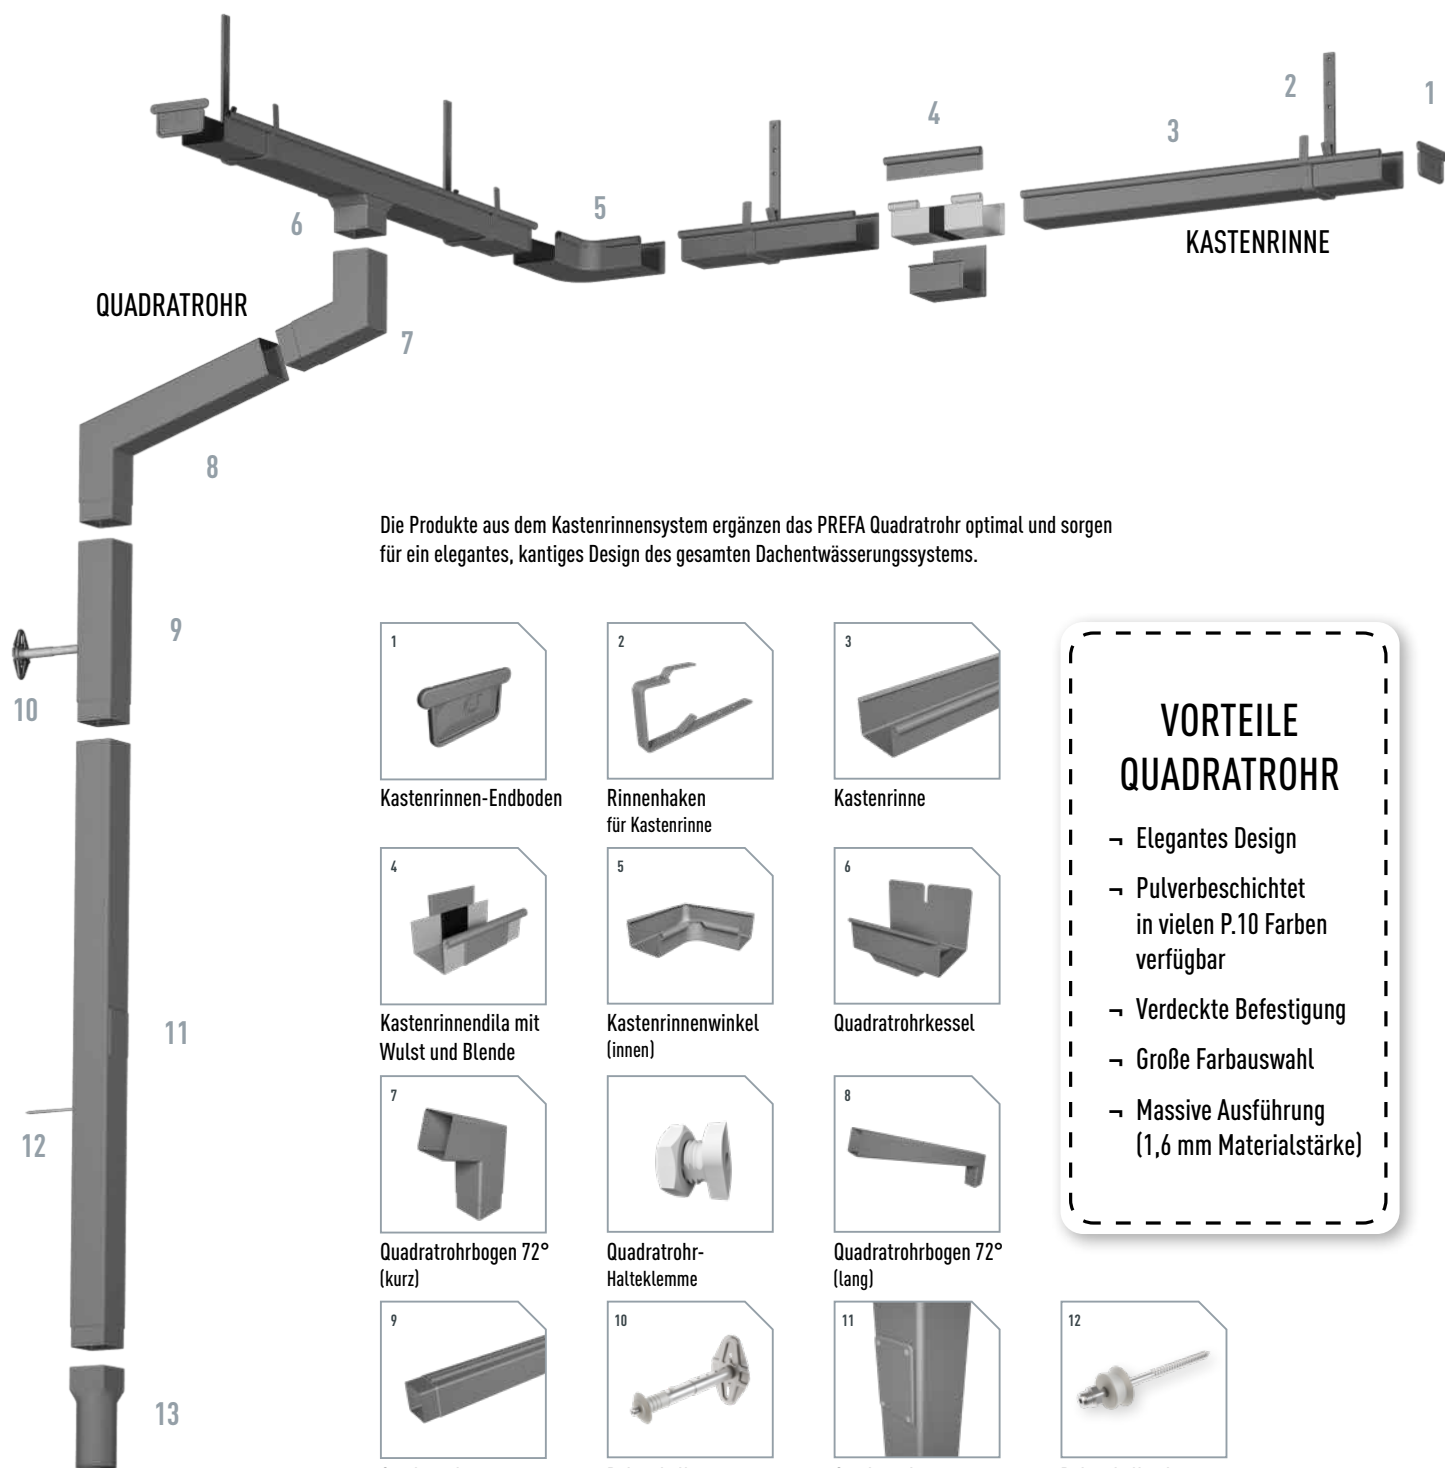 1
2
3
4
5
6
KASTENRINNE
QUADRATROHR
7
8
9
10
11
12
13
Die Produkte aus dem Kastenrinnensystem ergänzen das PREFA Quadratrohr optimal und sorgen
für ein elegantes, kantiges Design des gesamten Dachentwässerungssystems.
1
Kastenrinnen-Endboden
2
Rinnenhaken
für Kastenrinne
3
Kastenrinne
4
Kastenrinnendila mit
Wulst und Blende
5
Kastenrinnenwinkel
(innen)
6
Quadratrohrkessel
7
Quadratrohrbogen 72°
(kurz)
Quadratrohr-
Halteklemme
8
Quadratrohrbogen 72°
(lang)
9
10
11
12
VORTEILE
QUADRATROHR
¬ Elegantes Design
¬ Pulverbeschichtet
in vielen P.10 Farben
verfügbar
¬ Verdeckte Befestigung
¬ Große Farbauswahl
¬ Massive Ausführung
(1,6 mm Materialstärke)